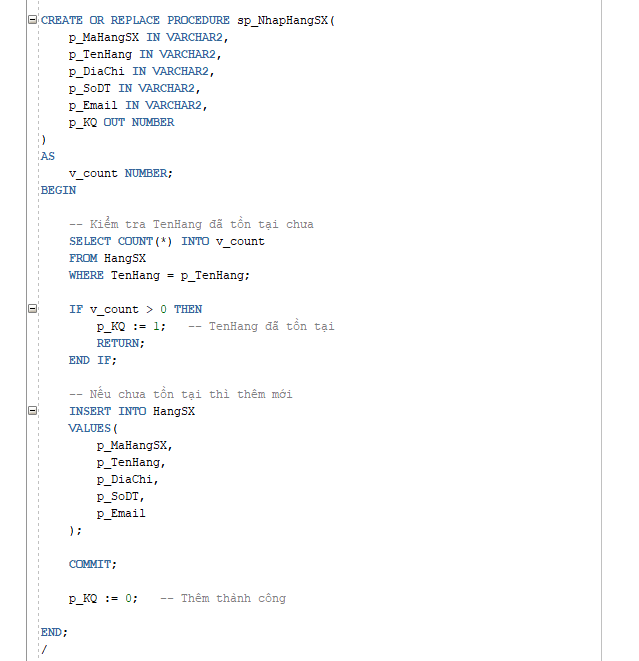 CREATE OR REPLACE PROCEDURE sp_NhapHangSX(
    p_MaHangSX IN VARCHAR2,
    p_TenHang IN VARCHAR2,
    p_DiaChi IN VARCHAR2,
    p_SoDT IN VARCHAR2,
    p_Email IN VARCHAR2,
    p_KQ OUT NUMBER
)
AS
    v_count NUMBER;
BEGIN
    -- Kiểm tra TenHang đã tồn tại chưa
    SELECT COUNT(*) INTO v_count
    FROM HangSX
    WHERE TenHang = p_TenHang;
    IF v_count > 0 THEN
        p_KQ := 1;   -- TenHang đã tồn tại
        RETURN;
    END IF;
    -- Nếu chưa tồn tại thì thêm mới
    INSERT INTO HangSX
    VALUES(
        p_MaHangSX,
        p_TenHang,
        p_DiaChi,
        p_SoDT,
        p_Email
    );
    COMMIT;
    p_KQ := 0;   -- Thêm thành công
END;
/